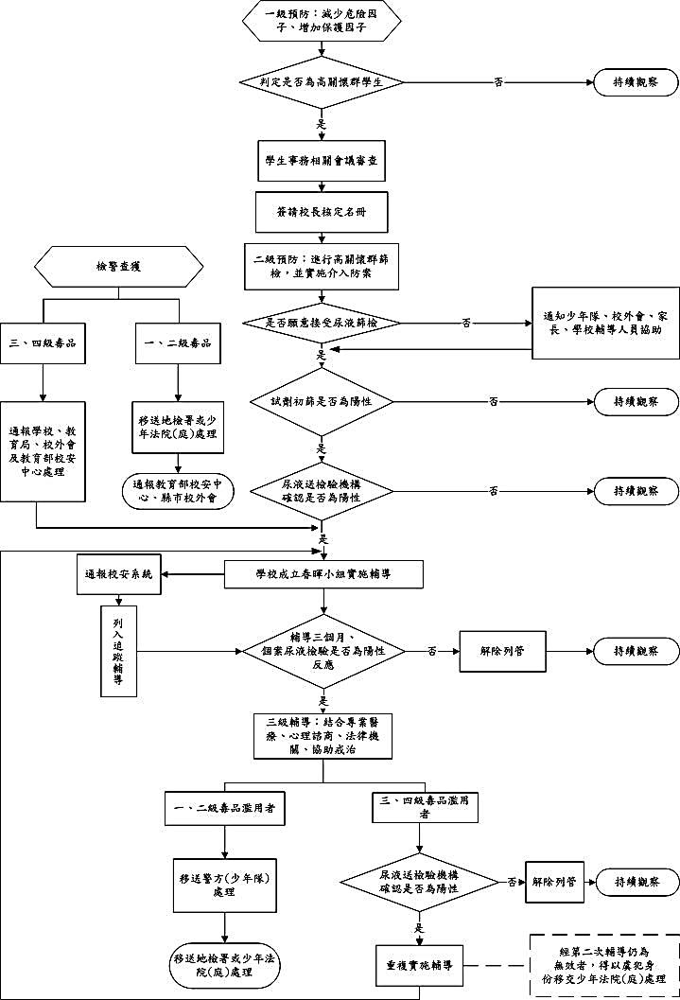 一級預防：減少危險因
子、增加保護因子
判定是否為高關懷群學生
否
持續觀察
是
學生事務相關會議審查
簽請校長核定名冊
二級預防：進行高關懷群篩
檢，並實施介入防案
檢警查獲
三、四級毒品
一、二級毒品
是否願意接受尿液篩檢
否
通知少年隊、校外會、家
長、學校輔導人員協助
是
通報學校、教
育局、校外會
及教育部校安
中心處理
移送地檢署或少
年法院(庭)處理
通報教育部校安中
心、縣市校外會
試劑初篩是否為陽性
否
持續觀察
是
尿液送檢驗機構
確認是否為陽性
否
持續觀察
是
通報校安系統
學校成立春暉小組實施輔導
列
入
追
蹤
輔
導
輔導三個月、
個案尿液檢驗是否為陽性
反應
否
解除列管
持續觀察
是
三級輔導：結合專業醫
療、心理諮商、法律機
關、協助戒治
一、二級毒品濫用者
三、四級毒品濫用
者
移送警方(少年隊)
處理
移送地檢署或少年法
院(庭)處理
尿液送檢驗機構
確認是否為陽性
否
解除列管
持續觀察
是
重複實施輔導
經第二次輔導仍為
無效者，得以虞犯身
份移交少年法院(庭)處理